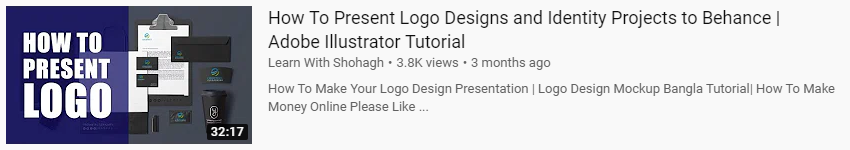 HOW TO
PRESENT
LOGO
32:17
How To Present Logo Designs and Identity Projects to Behance |
Adobe Illustrator Tutorial
Learn With Shohagh • 3.8K views • 3 months ago
How To Make Your Logo Design Presentation | Logo Design Mockup Bangla Tutorial| How To Make
Money Online Please Like ...